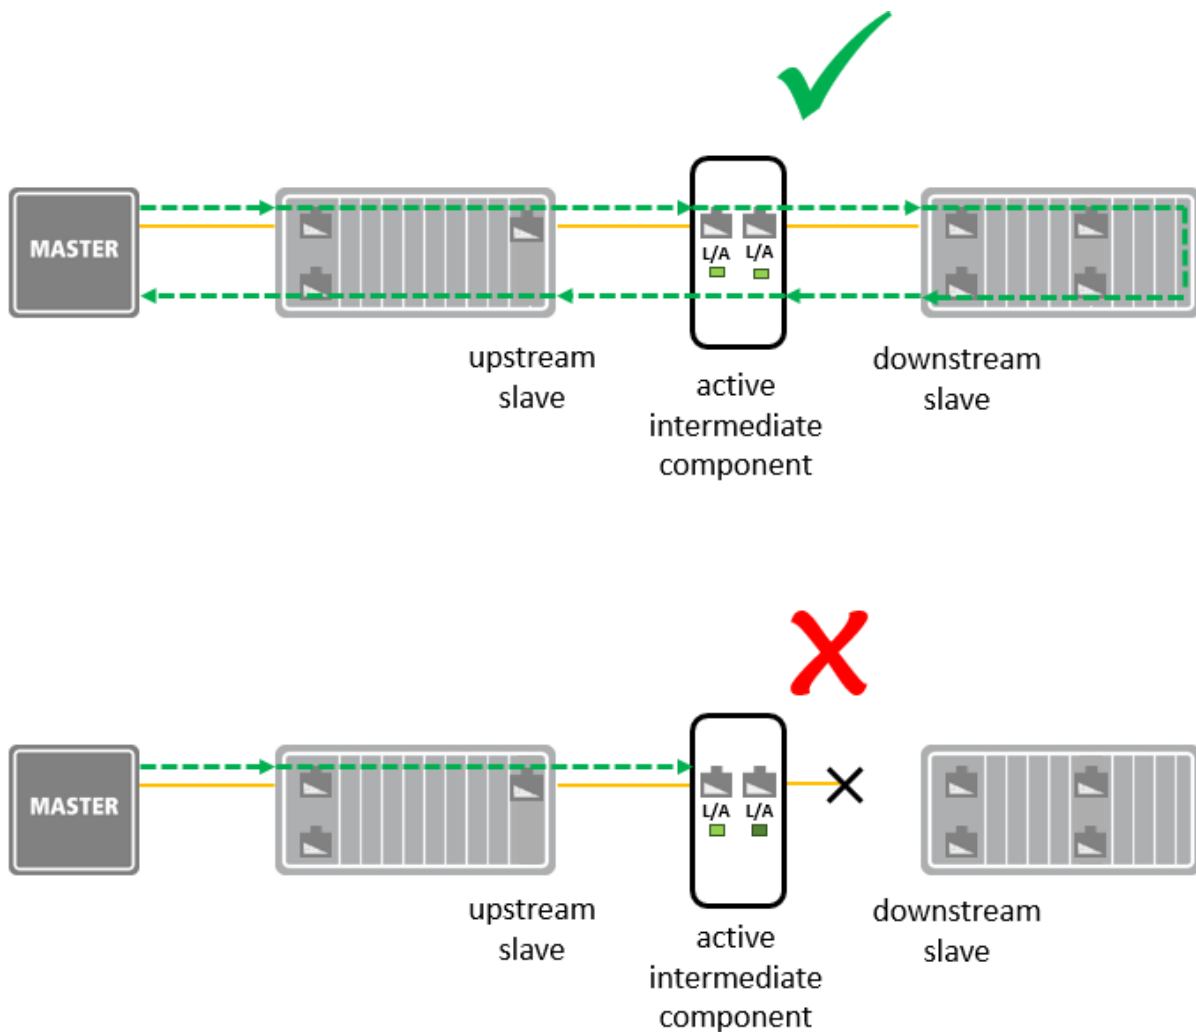 MASTER
L/A L/A
upstream
slave
active
intermediate
component
downstream
slave
MASTER
L/A L/A
upstream
slave
active
intermediate
component
downstream
slave